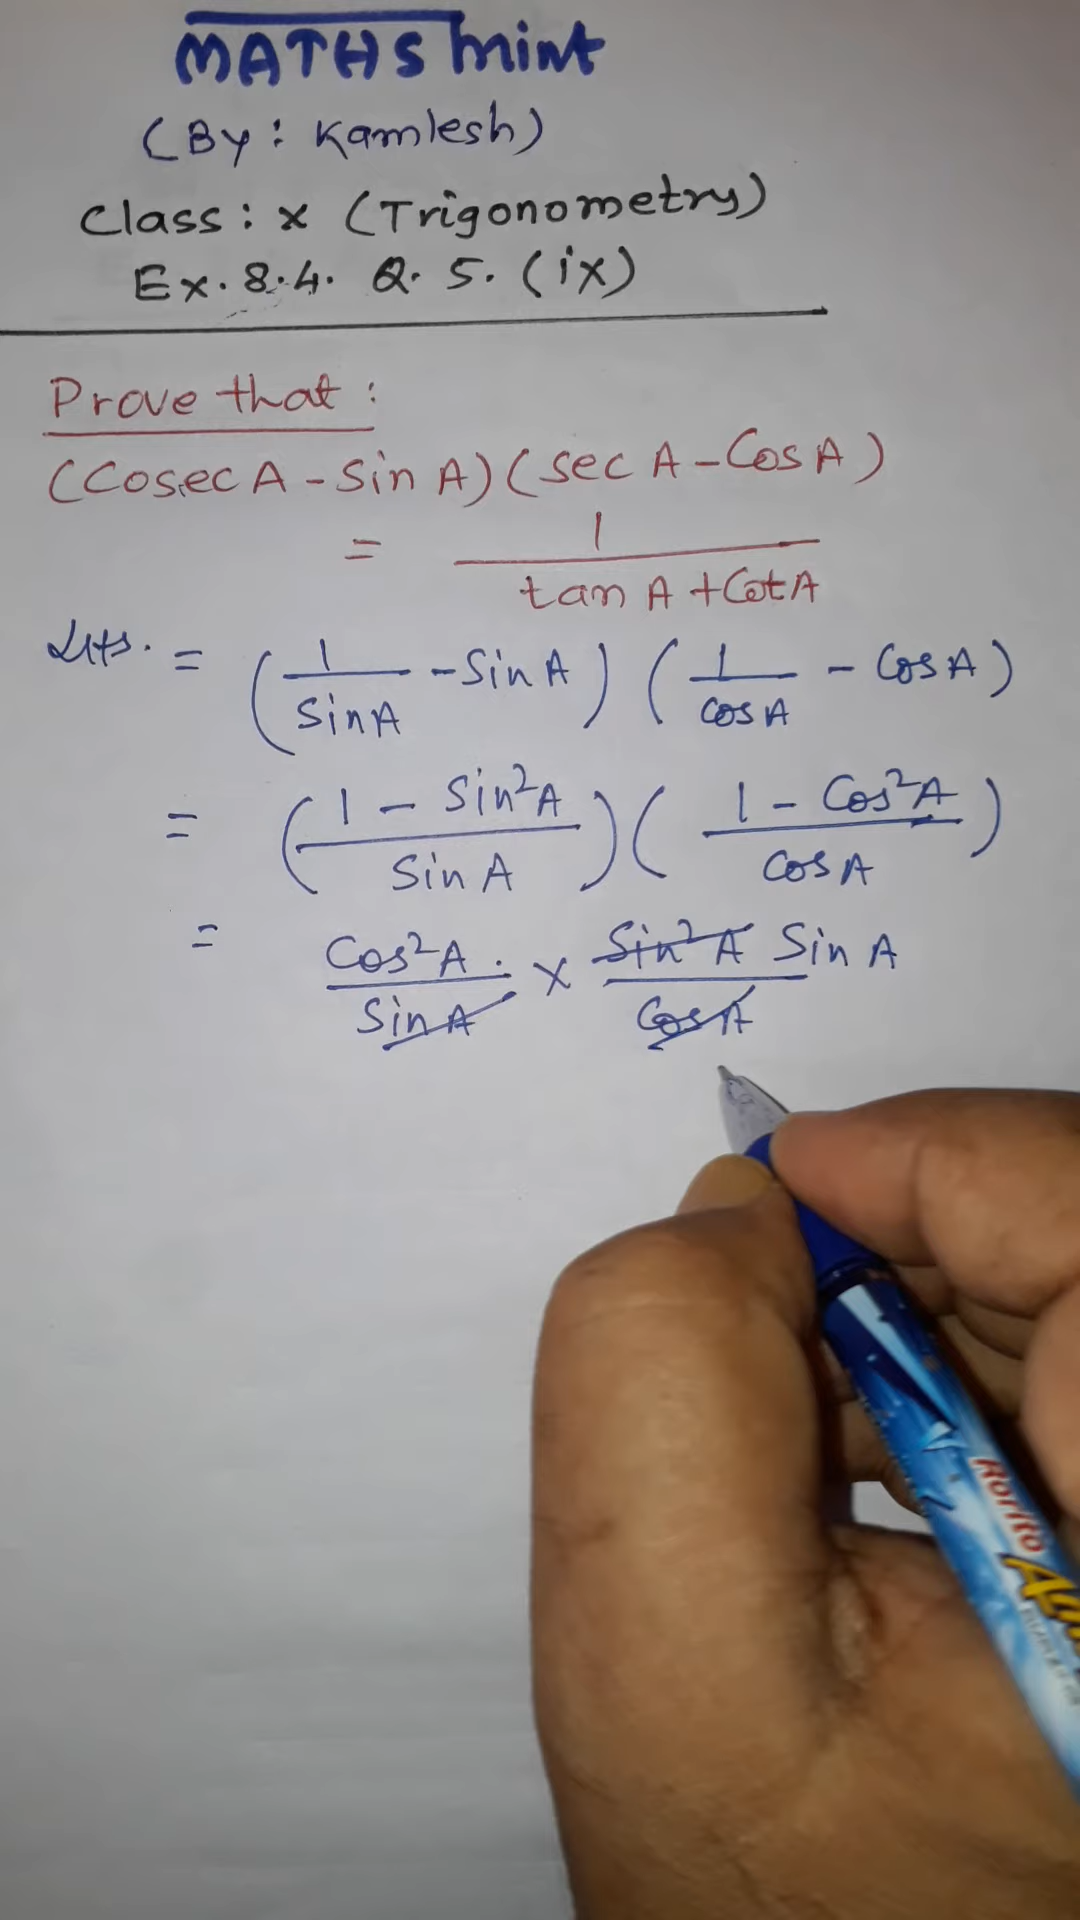 MATHS mint
(By: Kamlesh)
Class: x (Trigonometry)
Ex. 8.4. Q. 5. (ix)
Prove that:
(Cosec A - Sin A) (sec A - Cos A)
= 1 / tan A + Cot A
LHS. = (1 / Sin A - Sin A) (1 / cos A - Cos A)
= (1 - Sin²A / Sin A) (1 - Cos²A / Cos A)
= Cos²A . / Sin A × Sin²A Sin A / Cos A
Rorito